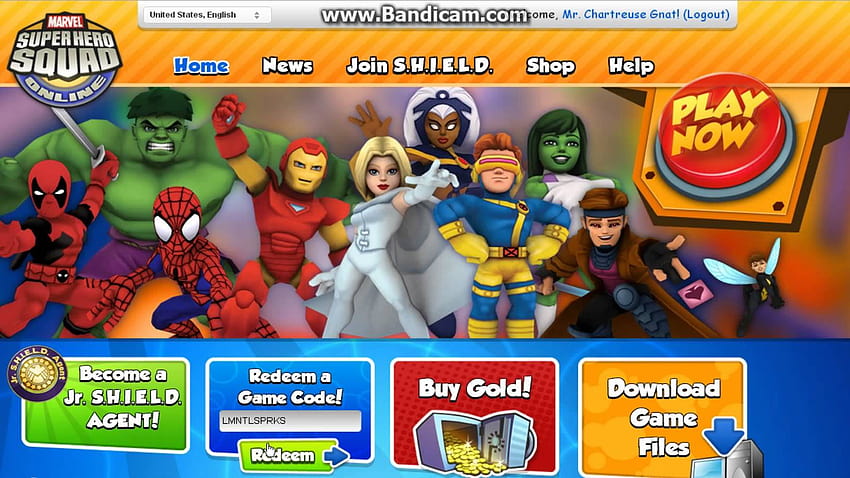 www.Bandicam.com
United States, English
come, Mr. Chartreuse Gnat! (Logout)
MARVEL
SUPER HERO
SQUAD
ONLINE
Home
News
Join S.H.I.E.L.D.
Shop
Help
PLAY
NOW
Jr. S.H.I.E.L.D. Agent
Become a
Jr. S.H.I.E.L.D.
AGENT!
Redeem a
Game Code!
LMNTLSPRKS
Redeem
Buy Gold!
Download
Game
Files